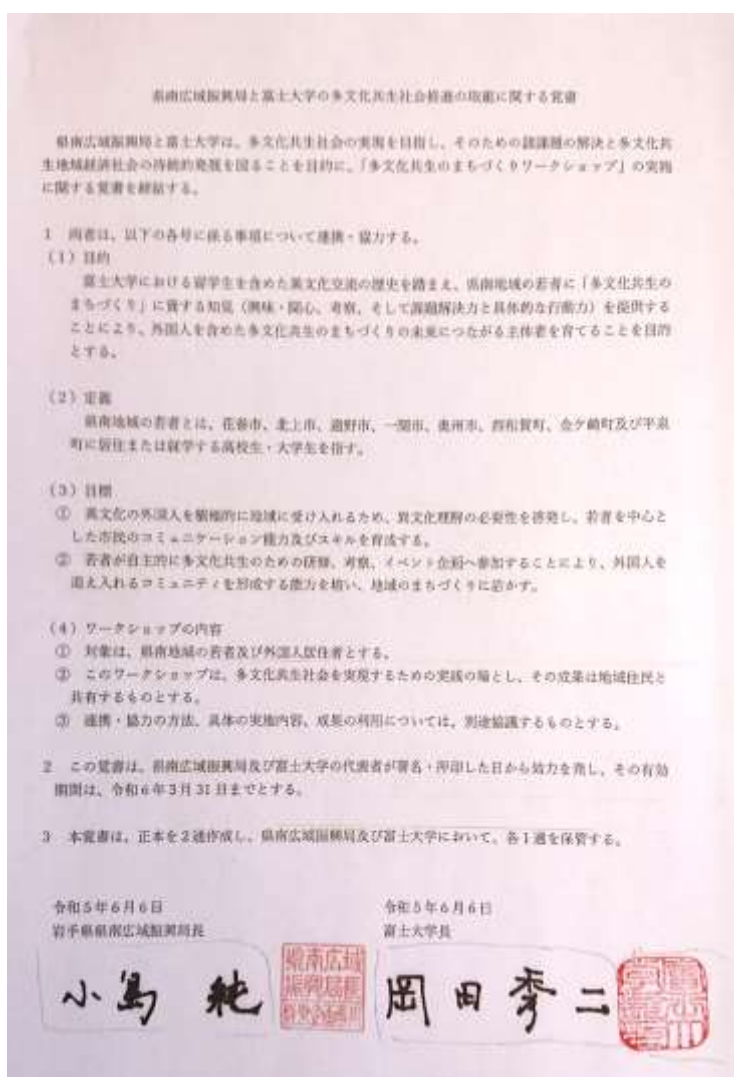 県南広域振興局と富士大学の多文化共生社会推進の取組に関する覚書
県南広域振興局と富士大学は、多文化共生社会の実現を目指し、そのための諸課題の解決と多文化共
生地域経済社会の持続的発展を図ることを目的に、「多文化共生のまちづくりワークショップ」の実施
に関する覚書を締結する。
1 両者は、以下の各号に係る事項について連携・協力する。
(1)目的
富士大学における留学生を含めた異文化交流の歴史を踏まえ、県南地域の若者に「多文化共生の
まちづくり」に資する知見(興味・関心、考察、そして課題解決力と具体的な行動力)を提供する
ことにより、外国人を含めた多文化共生のまちづくりの未来につながる主体者を育てることを目的
とする。
(2)定義
県南地域の若者とは、花巻市、北上市、遠野市、一関市、奥州市、西和賀町、金ケ崎町及び平泉
町に居住または就学する高校生・大学生を指す。
(3)目標
① 異文化の外国人を積極的に地域に受け入れるため、異文化理解の必要性を啓発し、若者を中心と
した市民のコミュニケーション能力及びスキルを育成する。
② 若者が自主的に多文化共生のための研修、考察、イベント企画へ参加することにより、外国人を
迎え入れるコミュニティを形成する能力を培い、地域のまちづくりに活かす。
(4)ワークショップの内容
① 対象は、県南地域の若者及び外国人居住者とする。
② このワークショップは、多文化共生社会を実現するための実践の場とし、その成果は地域住民と
共有するものとする。
③ 連携・協力の方法、具体の実施内容、成果の利用については、別途協議するものとする。
2 この覚書は、県南広域振興局及び富士大学の代表者が署名・押印した日から効力を発し、その有効
期間は、令和6年3月31日までとする。
3 本覚書は、正本を2通作成し、県南広域振興局及び富士大学において、各1通を保管する。
令和5年6月6日 令和5年6月6日
岩手県県南広域振興局長 富士大学長
小島 純 岡田秀二